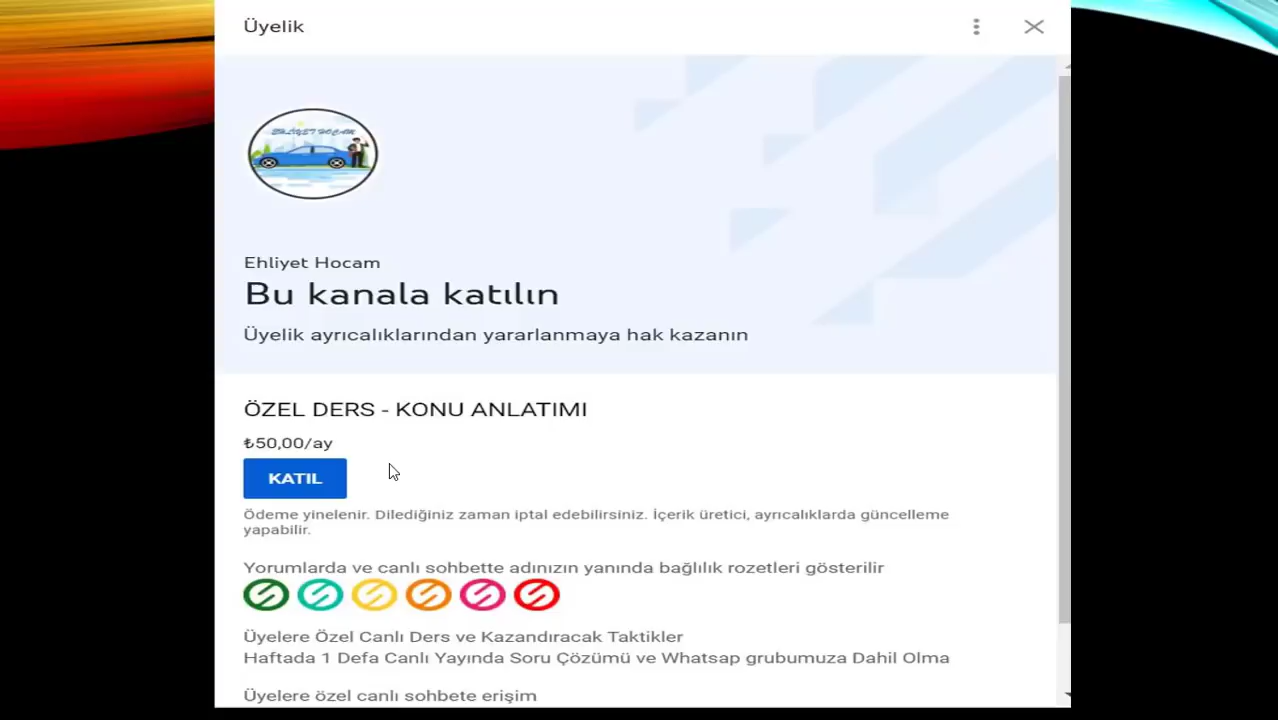 Üyelik
EHLİYET HOCAM
Ehliyet Hocam
Bu kanala katılın
Üyelik ayrıcalıklarından yararlanmaya hak kazanın
ÖZEL DERS - KONU ANLATIMI
₺50,00/ay
KATIL
Ödeme yinelenir. Dilediğiniz zaman iptal edebilirsiniz. İçerik üretici, ayrıcalıklarda güncelleme
yapabilir.
Yorumlarda ve canlı sohbette adınızın yanında bağlılık rozetleri gösterilir
Üyelere Özel Canlı Ders ve Kazandıracak Taktikler
Haftada 1 Defa Canlı Yayında Soru Çözümü ve Whatsap grubumuza Dahil Olma
Üyelere özel canlı sohbete erişim